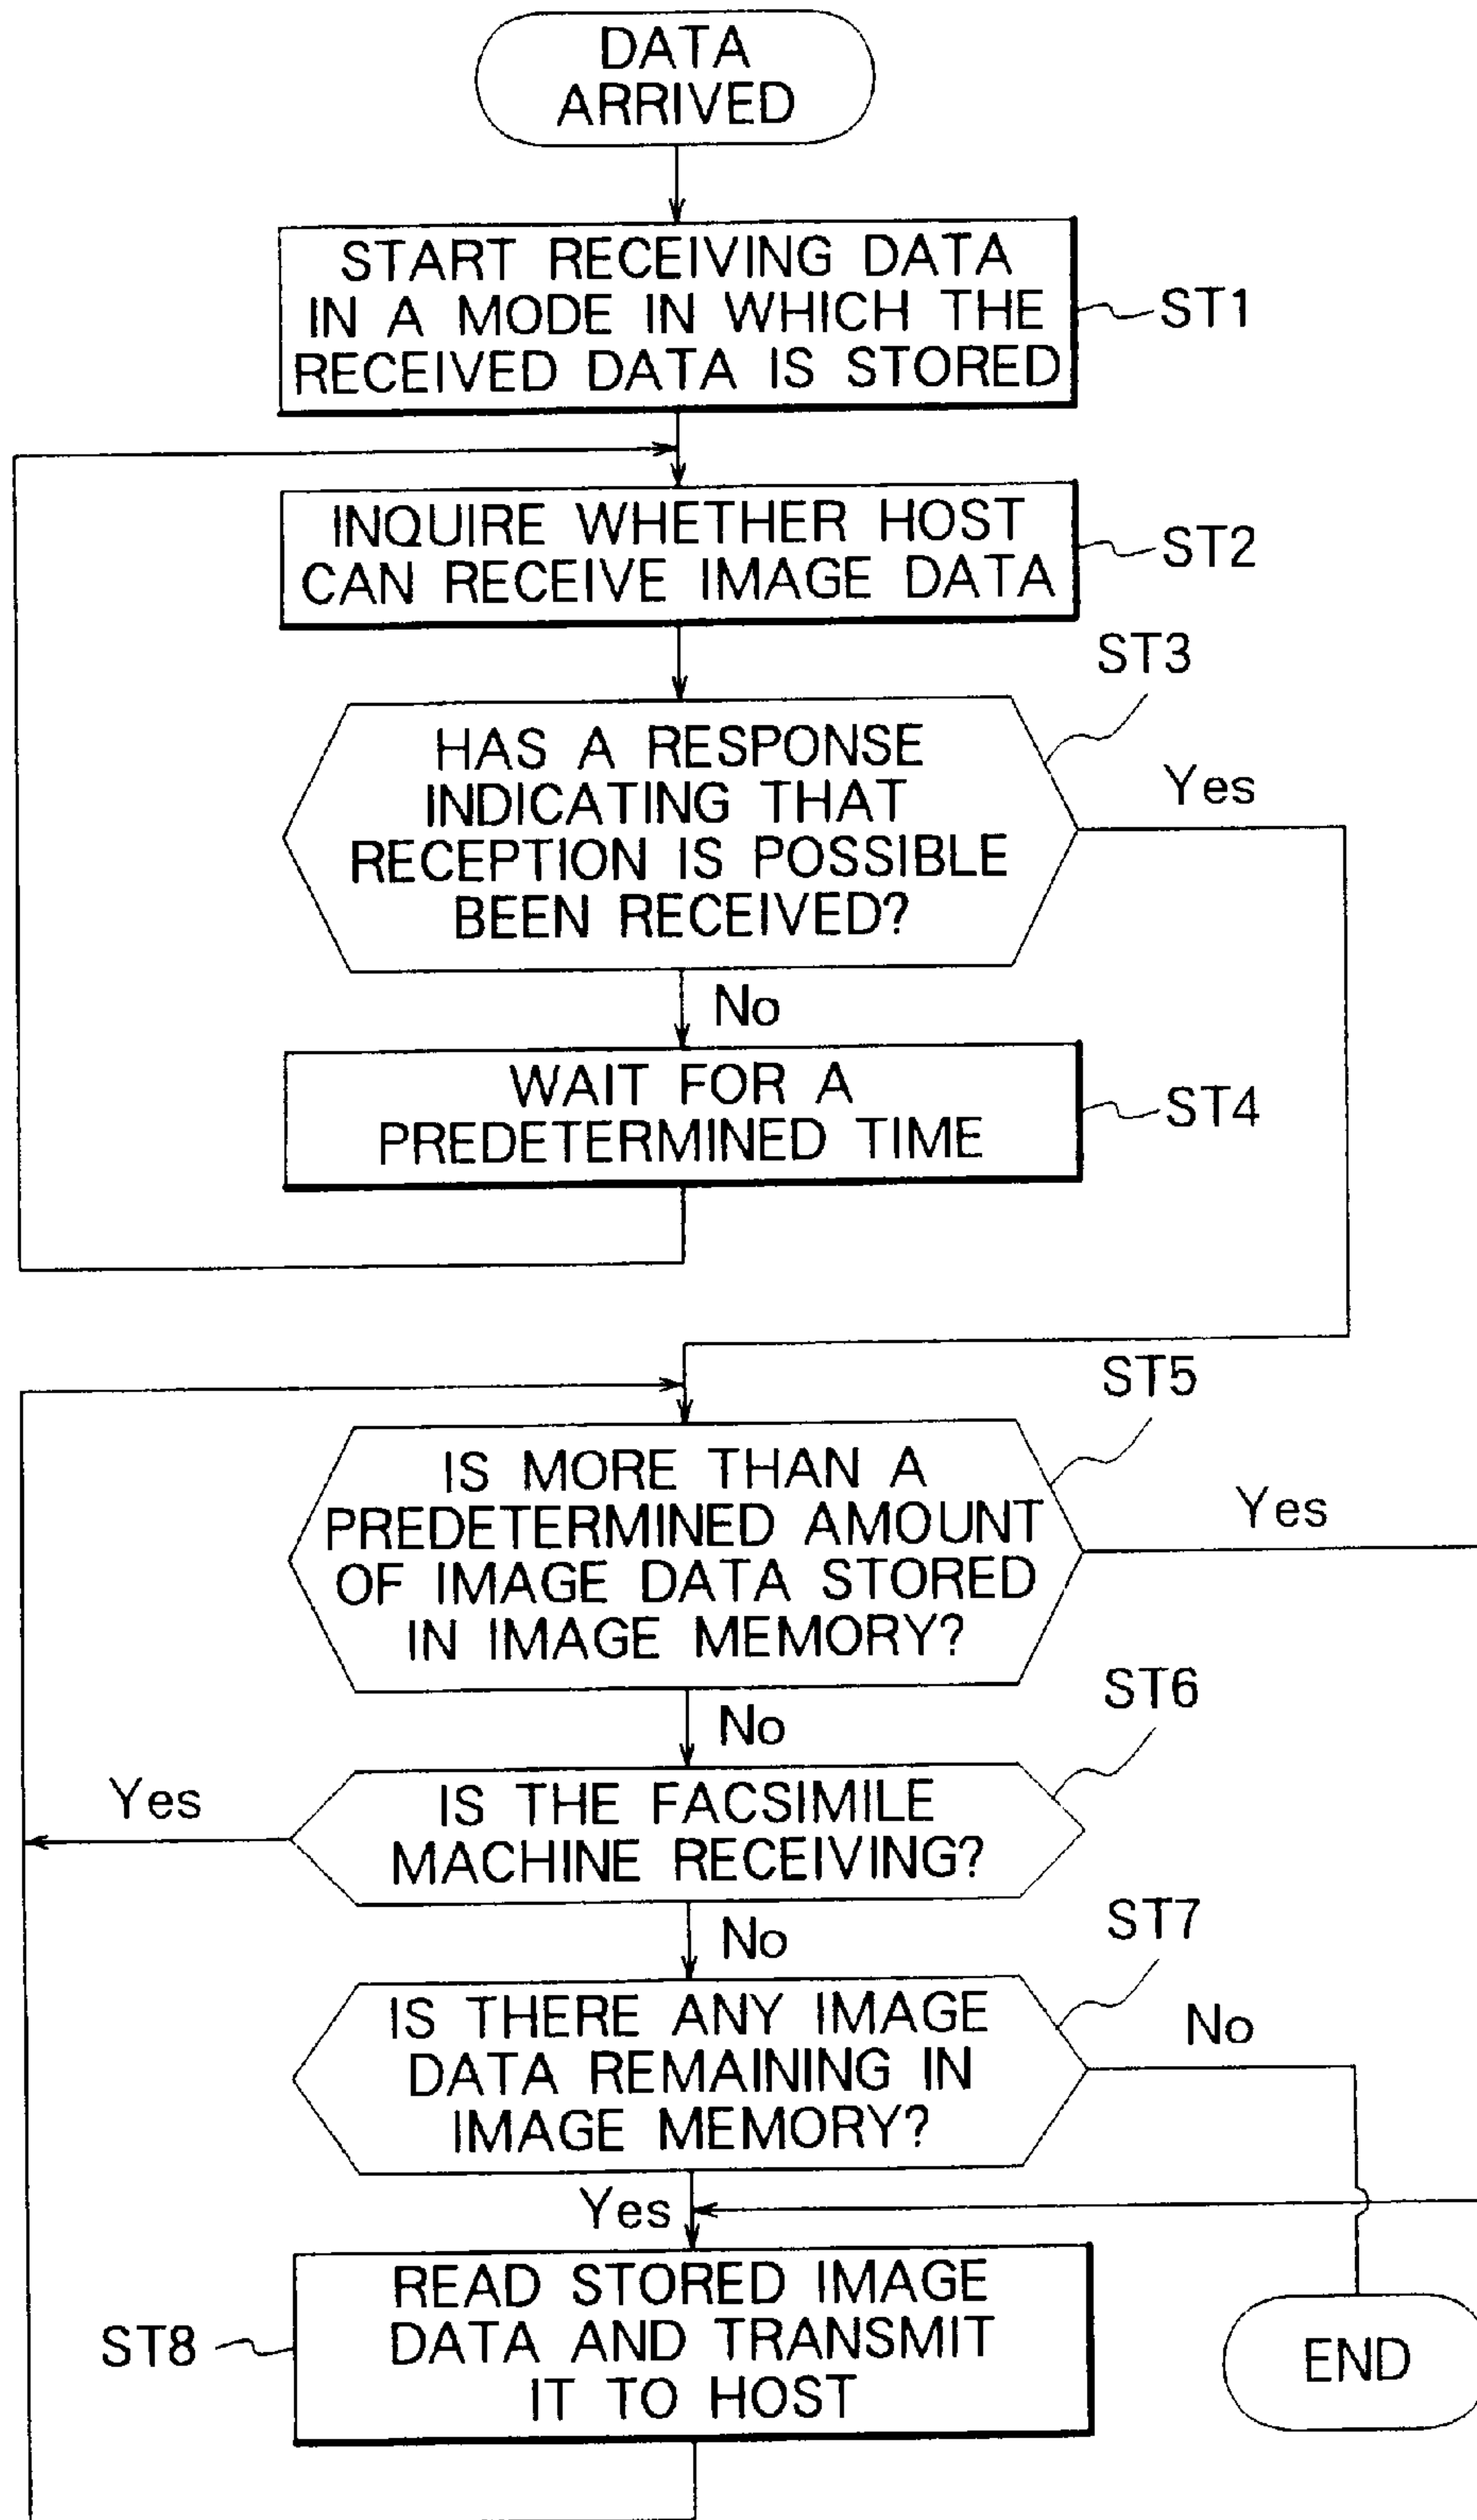 DATA
ARRIVED
START RECEIVING DATA
IN A MODE IN WHICH THE
RECEIVED DATA IS STORED
ST1
INQUIRE WHETHER HOST
CAN RECEIVE IMAGE DATA
ST2
ST3
HAS A RESPONSE
INDICATING THAT
RECEPTION IS POSSIBLE
BEEN RECEIVED?
Yes
No
WAIT FOR A
PREDETERMINED TIME
ST4
ST5
IS MORE THAN A
PREDETERMINED AMOUNT
OF IMAGE DATA STORED
IN IMAGE MEMORY?
Yes
No
ST6
IS THE FACSIMILE
MACHINE RECEIVING?
Yes
No
ST7
IS THERE ANY IMAGE
DATA REMAINING IN
IMAGE MEMORY?
No
Yes
READ STORED IMAGE
DATA AND TRANSMIT
IT TO HOST
ST8
END